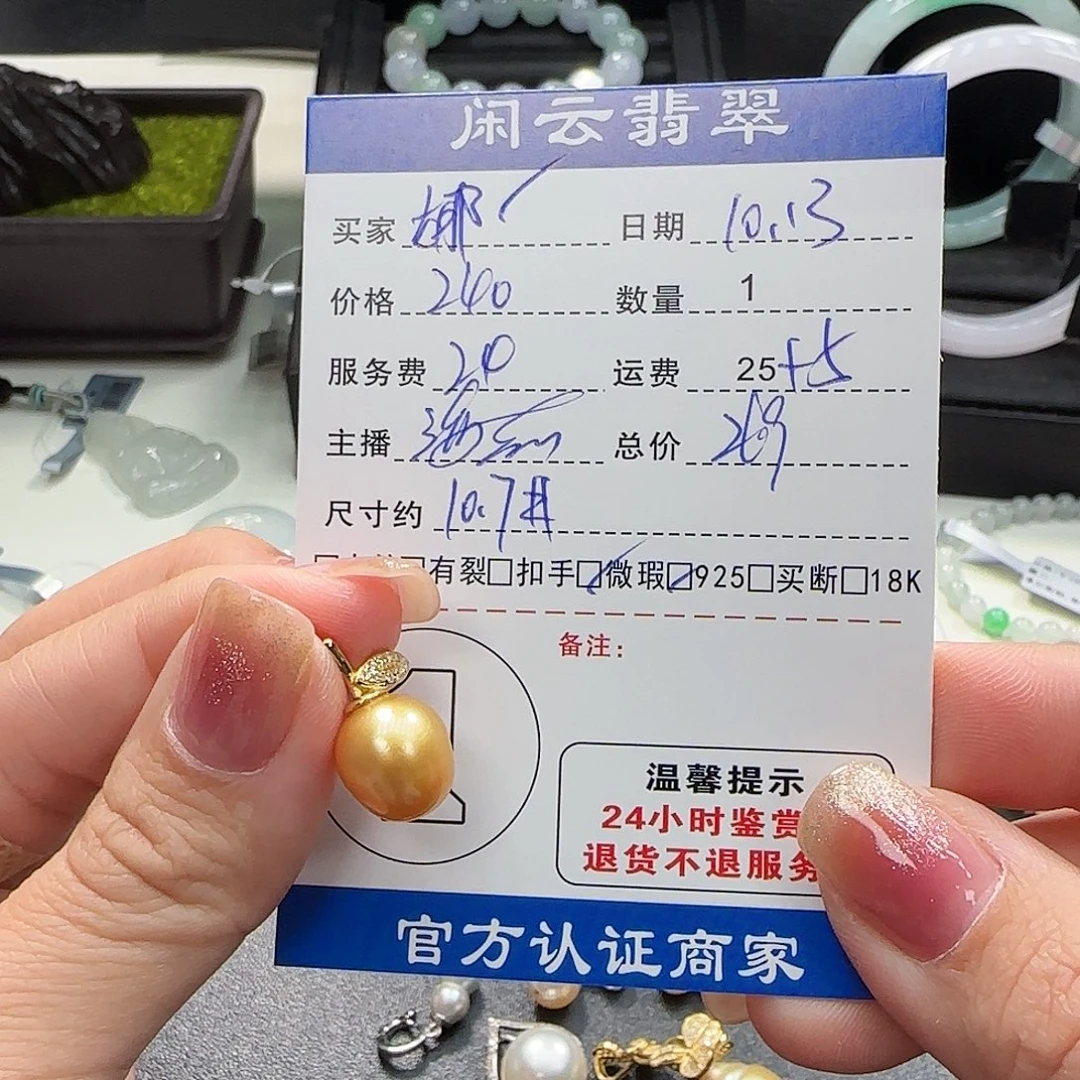 闲云翡翠
买家 娜 日期 10.13
价格 240 数量 1
服务费 20 运费 25+5
主播 总价
尺寸约 10.7
有裂□扣手☑微瑕☑925□买断□18K
备注：
温馨提示
24小时鉴赏
退货不退服务
官方认证商家